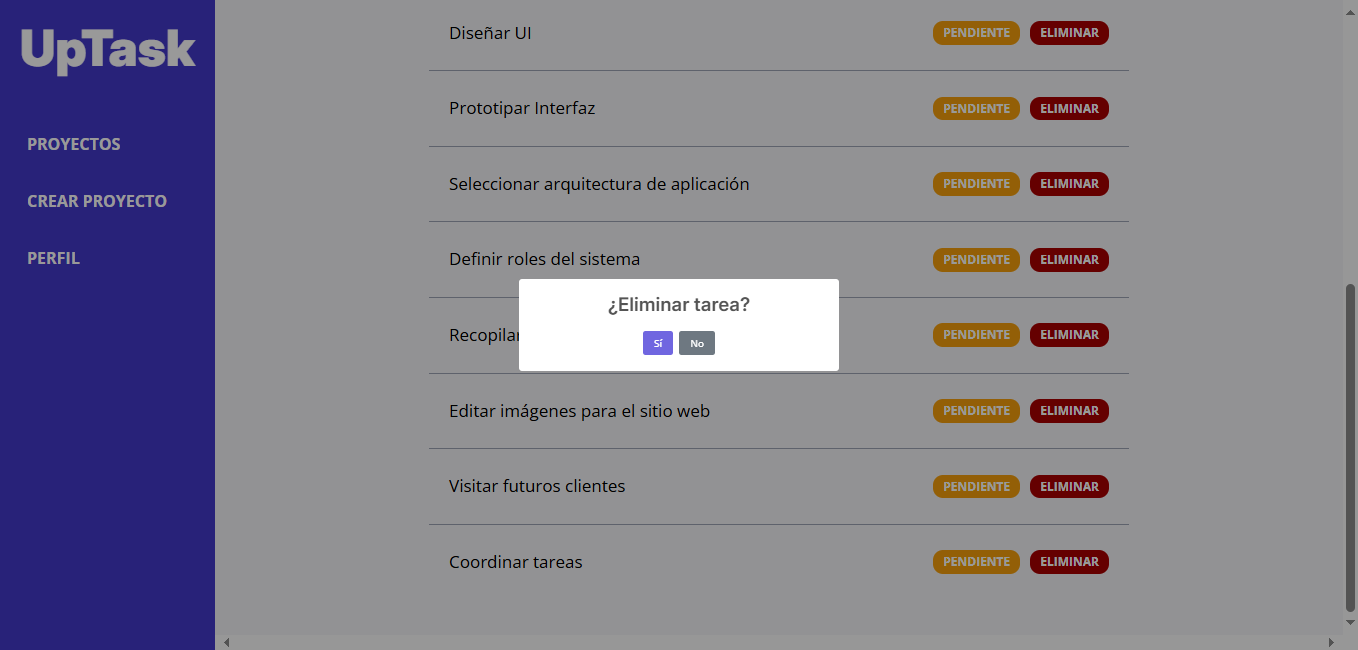 UpTask
PROYECTOS
CREAR PROYECTO
PERFIL
Diseñar UI PENDIENTE ELIMINAR
Prototipar Interfaz PENDIENTE ELIMINAR
Seleccionar arquitectura de aplicación PENDIENTE ELIMINAR
Definir roles del sistema PENDIENTE ELIMINAR
¿Eliminar tarea?
Sí No
Recopilar PENDIENTE ELIMINAR
Editar imágenes para el sitio web PENDIENTE ELIMINAR
Visitar futuros clientes PENDIENTE ELIMINAR
Coordinar tareas PENDIENTE ELIMINAR